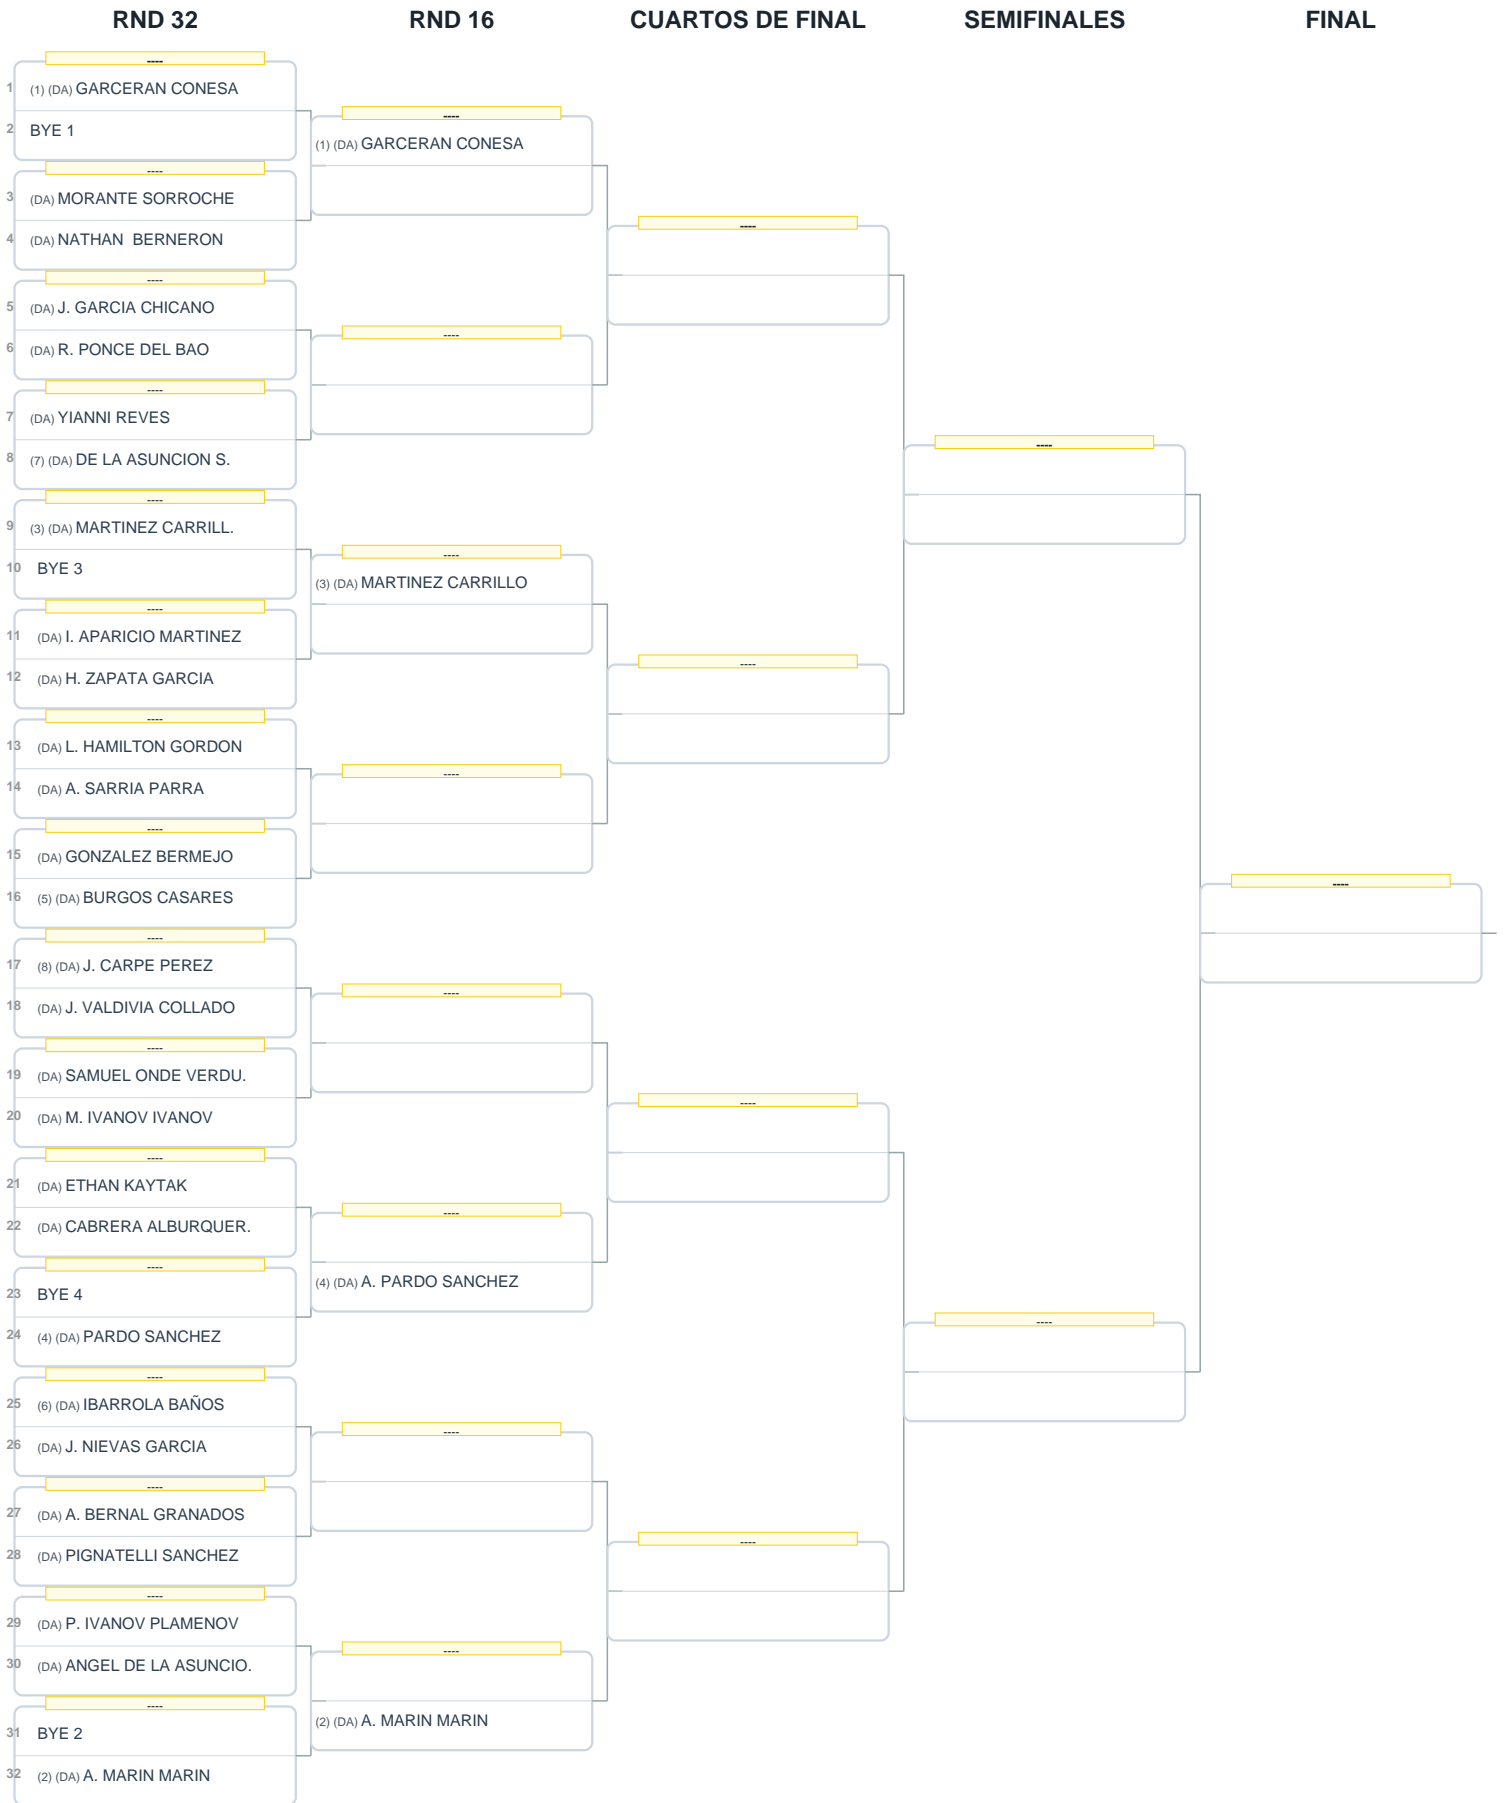 RND 32
RND 16
CUARTOS DE FINAL
SEMIFINALES
FINAL
----
1 (1) (DA) GARCERAN CONESA
2 BYE 1
----
3 (DA) MORANTE SORROCHE
4 (DA) NATHAN  BERNERON
----
5 (DA) J. GARCIA CHICANO
6 (DA) R. PONCE DEL BAO
----
7 (DA) YIANNI REVES
8 (7) (DA) DE LA ASUNCION S.
----
9 (3) (DA) MARTINEZ CARRILL.
10 BYE 3
----
11 (DA) I. APARICIO MARTINEZ
12 (DA) H. ZAPATA GARCIA
----
13 (DA) L. HAMILTON GORDON
14 (DA) A. SARRIA PARRA
----
15 (DA) GONZALEZ BERMEJO
16 (5) (DA) BURGOS CASARES
----
17 (8) (DA) J. CARPE PEREZ
18 (DA) J. VALDIVIA COLLADO
----
19 (DA) SAMUEL ONDE VERDU.
20 (DA) M. IVANOV IVANOV
----
21 (DA) ETHAN KAYTAK
22 (DA) CABRERA ALBURQUER.
----
23 BYE 4
24 (4) (DA) PARDO SANCHEZ
----
25 (6) (DA) IBARROLA BAÑOS
26 (DA) J. NIEVAS GARCIA
----
27 (DA) A. BERNAL GRANADOS
28 (DA) PIGNATELLI SANCHEZ
----
29 (DA) P. IVANOV PLAMENOV
30 (DA) ANGEL DE LA ASUNCIO.
----
31 BYE 2
32 (2) (DA) A. MARIN MARIN
----
(1) (DA) GARCERAN CONESA
----
----
(3) (DA) MARTINEZ CARRILLO
----
----
----
(4) (DA) A. PARDO SANCHEZ
----
----
(2) (DA) A. MARIN MARIN
----
----
----
----
----
----
----